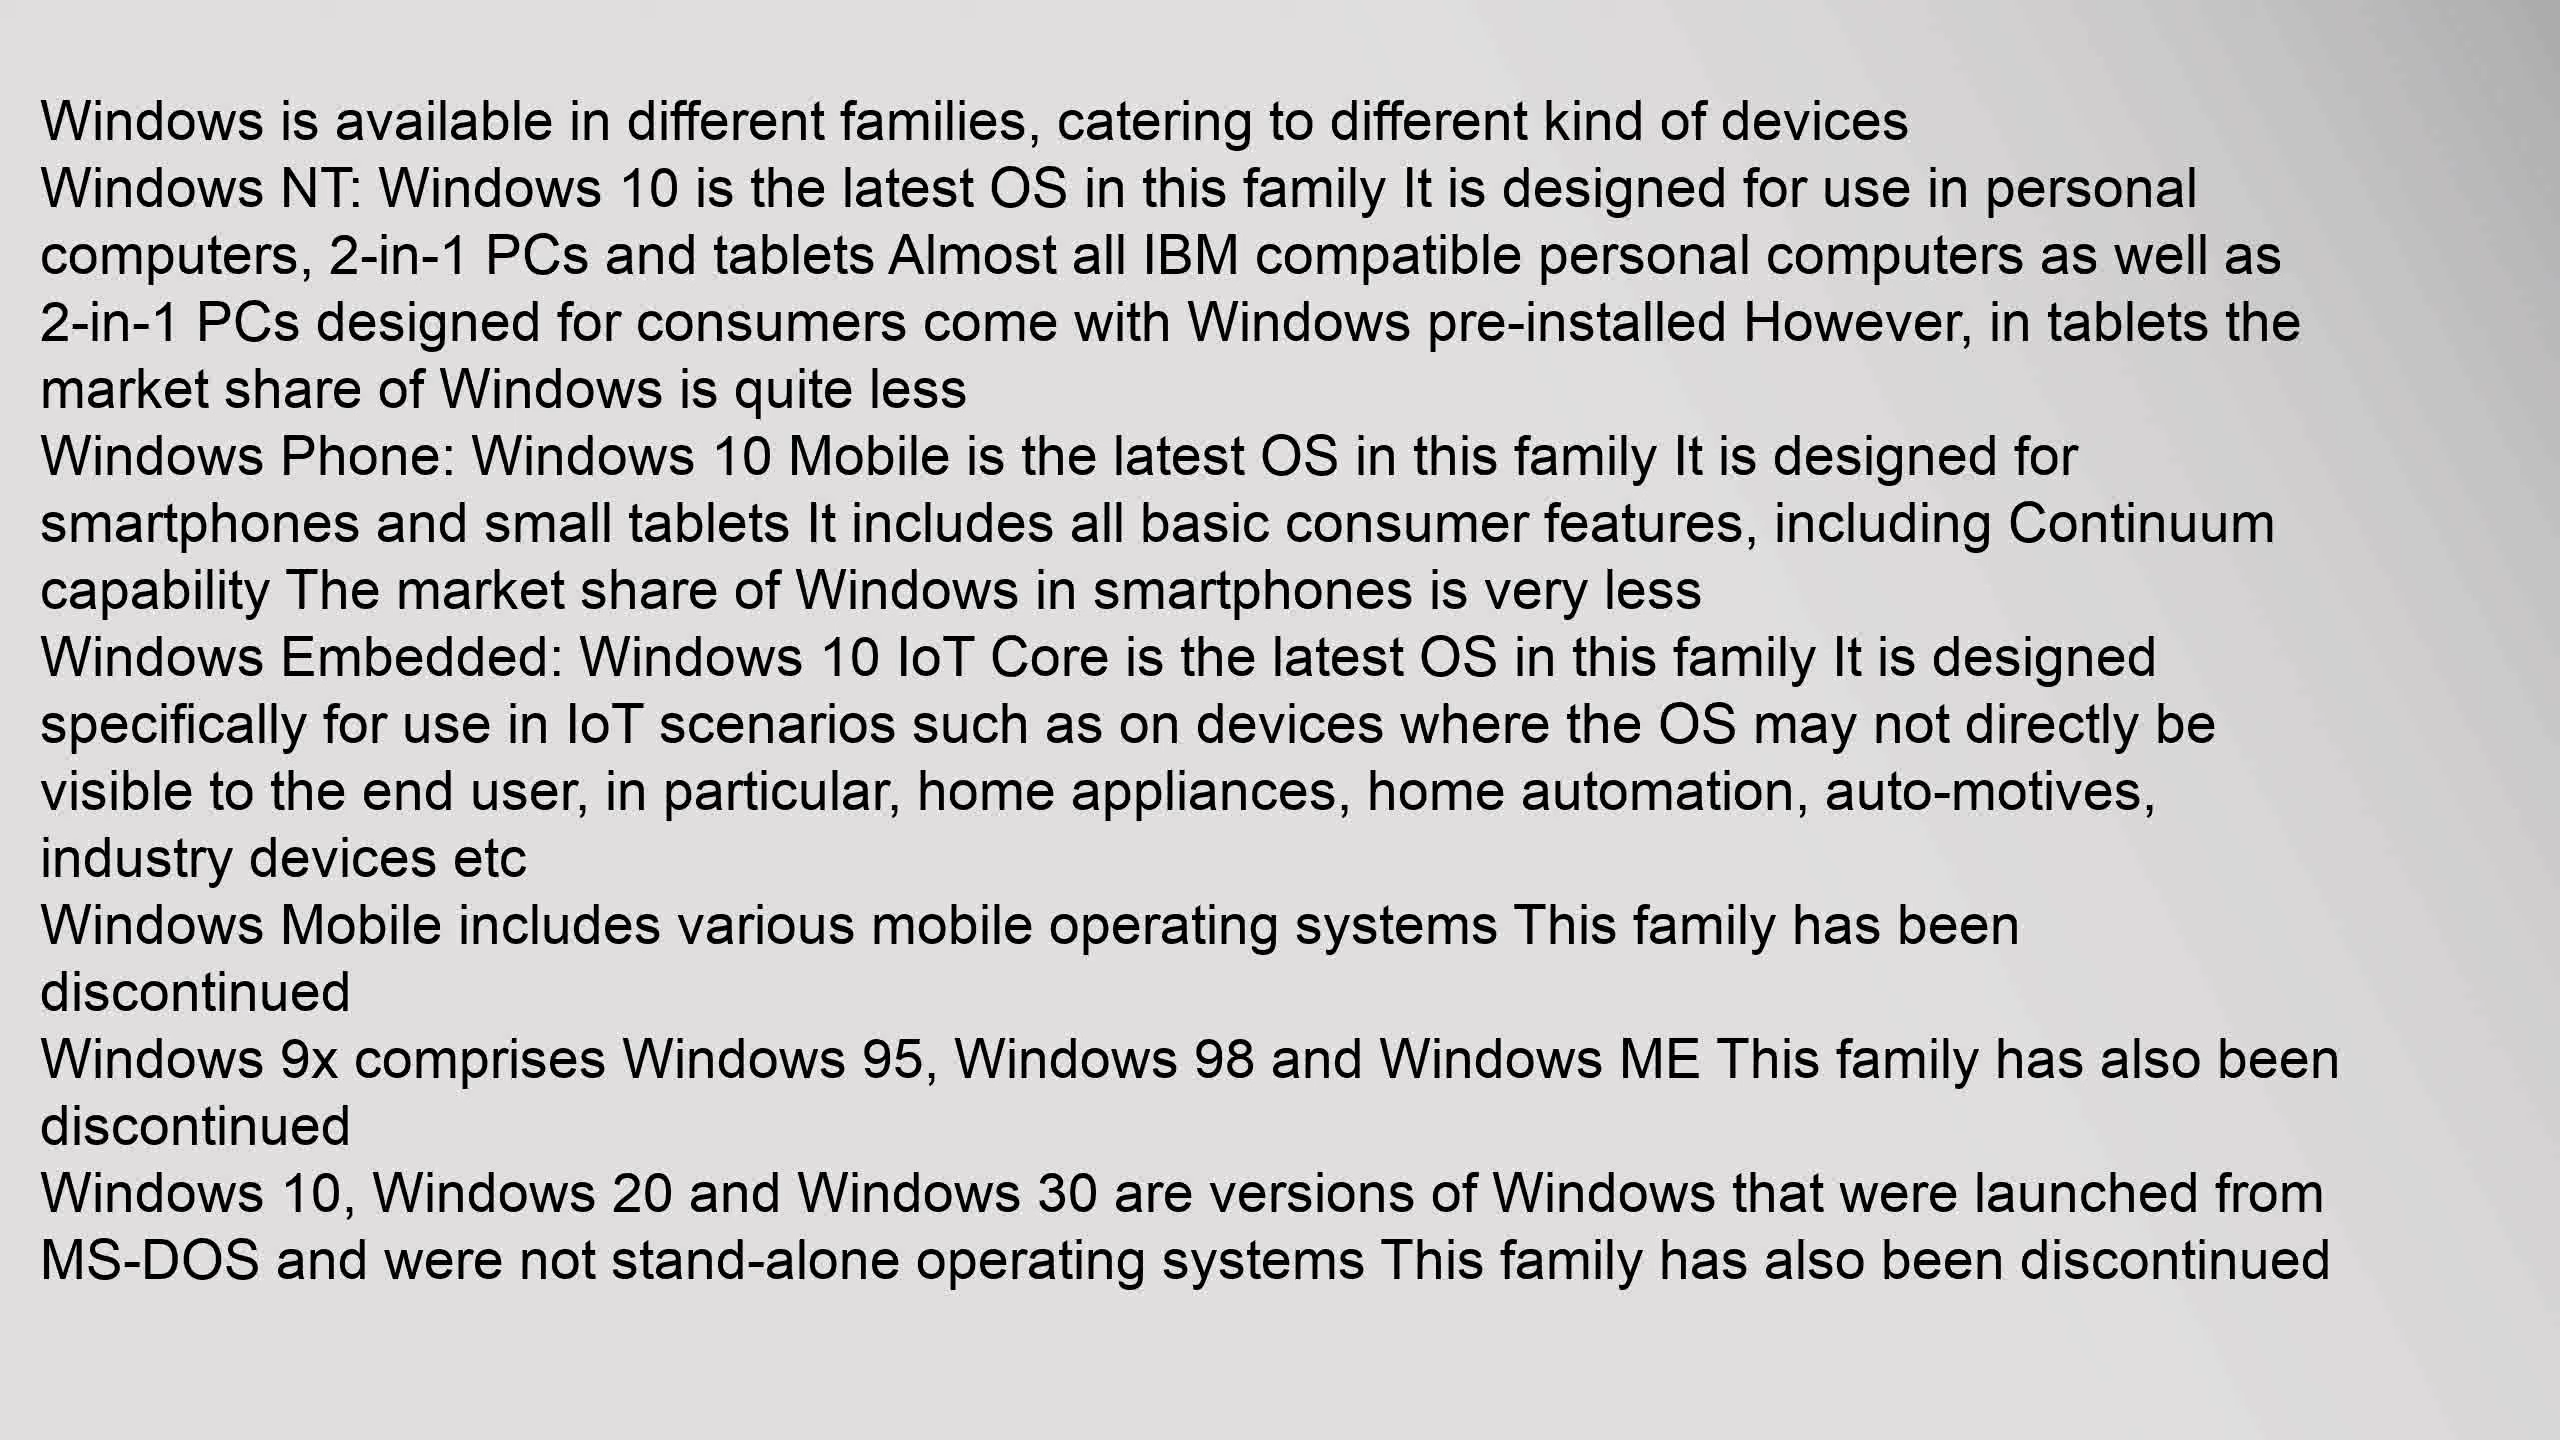 Windows is available in different families, catering to different kind of devices
Windows NT: Windows 10 is the latest OS in this family It is designed for use in personal
computers, 2-in-1 PCs and tablets Almost all IBM compatible personal computers as well as
2-in-1 PCs designed for consumers come with Windows pre-installed However, in tablets the
market share of Windows is quite less
Windows Phone: Windows 10 Mobile is the latest OS in this family It is designed for
smartphones and small tablets It includes all basic consumer features, including Continuum
capability The market share of Windows in smartphones is very less
Windows Embedded: Windows 10 IoT Core is the latest OS in this family It is designed
specifically for use in IoT scenarios such as on devices where the OS may not directly be
visible to the end user, in particular, home appliances, home automation, auto-motives,
industry devices etc
Windows Mobile includes various mobile operating systems This family has been
discontinued
Windows 9x comprises Windows 95, Windows 98 and Windows ME This family has also been
discontinued
Windows 10, Windows 20 and Windows 30 are versions of Windows that were launched from
MS-DOS and were not stand-alone operating systems This family has also been discontinued